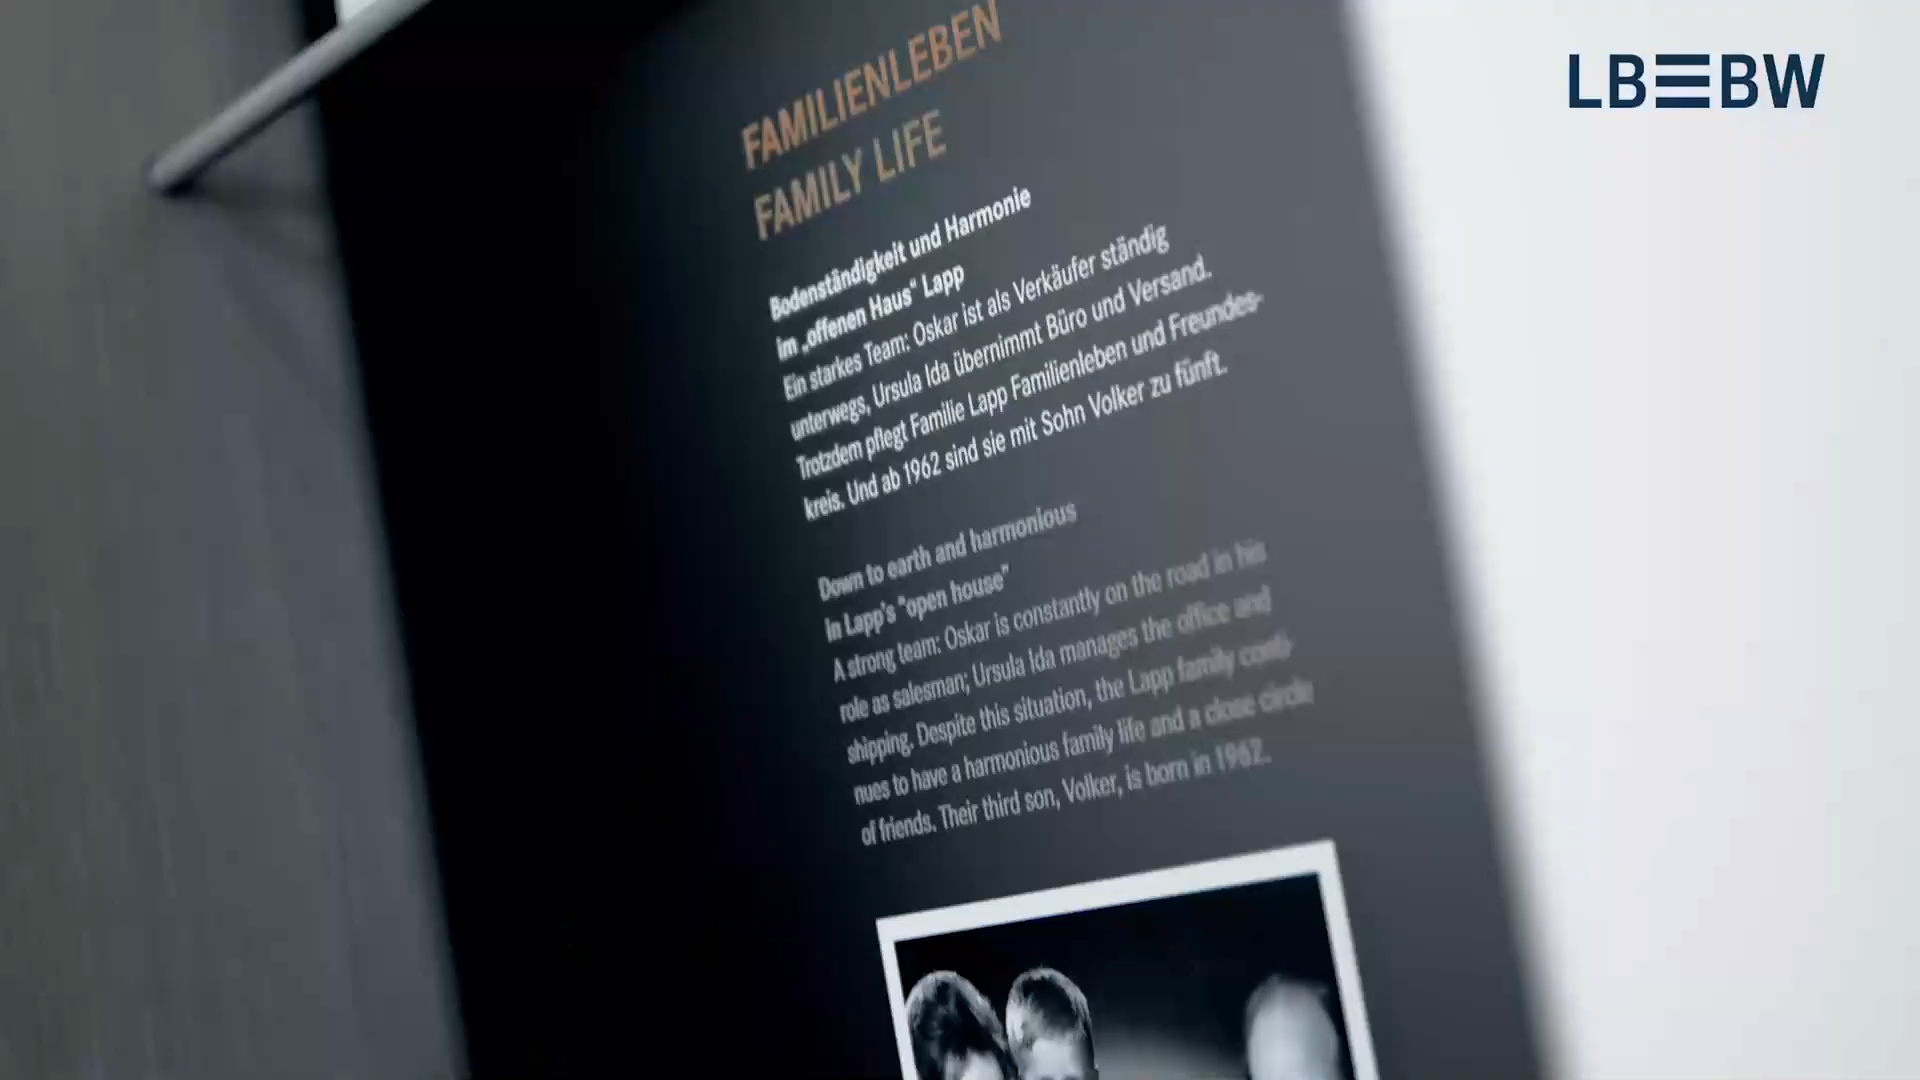 LBBW
FAMILIENLEBEN
FAMILY LIFE
Bodenständigkeit und Harmonie
im „offenen Haus“ Lapp
Ein starkes Team: Oskar ist als Verkäufer ständig
unterwegs, Ursula Ida übernimmt Büro und Versand.
Trotzdem pflegt Familie Lapp Familienleben und Freundes-
kreis. Und ab 1962 sind sie mit Sohn Volker zu fünft.
Down to earth and harmonious
in Lapp's "open house"
A strong team: Oskar is constantly on the road in his
role as salesman; Ursula Ida manages the office and
shipping. Despite this situation, the Lapp family conti-
nues to have a harmonious family life and a close circle
of friends. Their third son, Volker, is born in 1962.